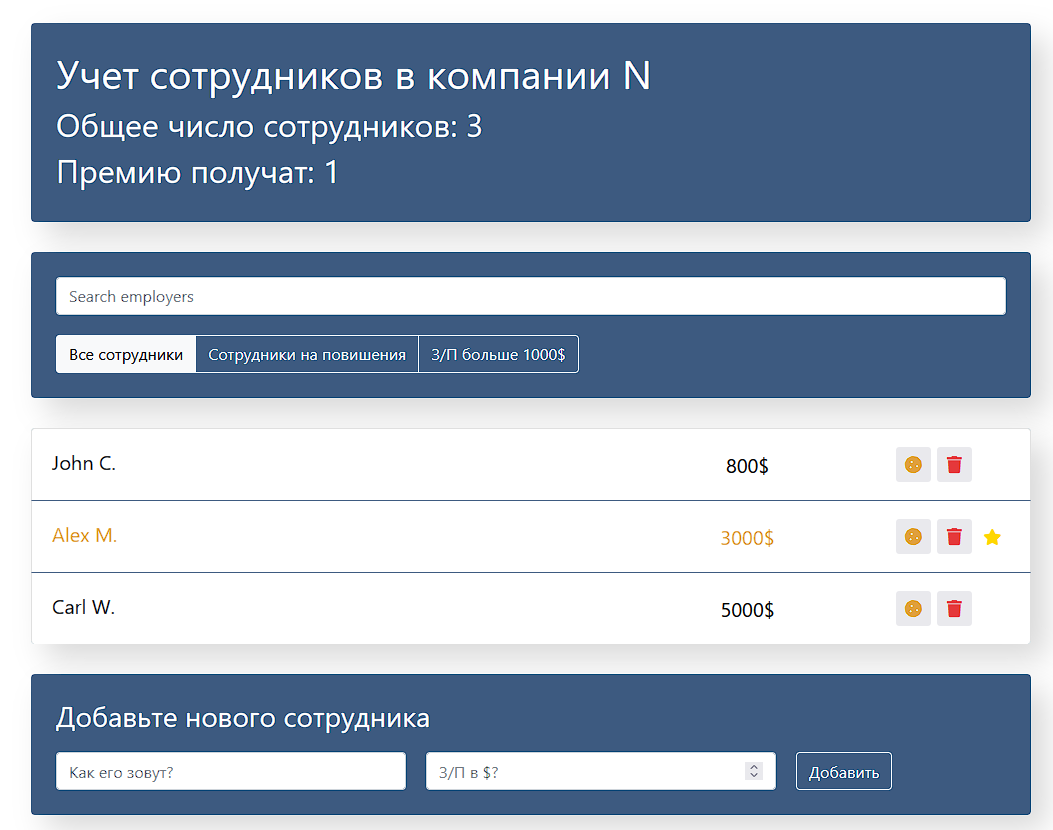 Учет сотрудников в компании N
Общее число сотрудников: 3
Премию получат: 1
Search employers
Все сотрудники Сотрудники на повишения З/П больше 1000$
John C. 800$
Alex M. 3000$
Carl W. 5000$
Добавьте нового сотрудника
Как его зовут? З/П в $? Добавить